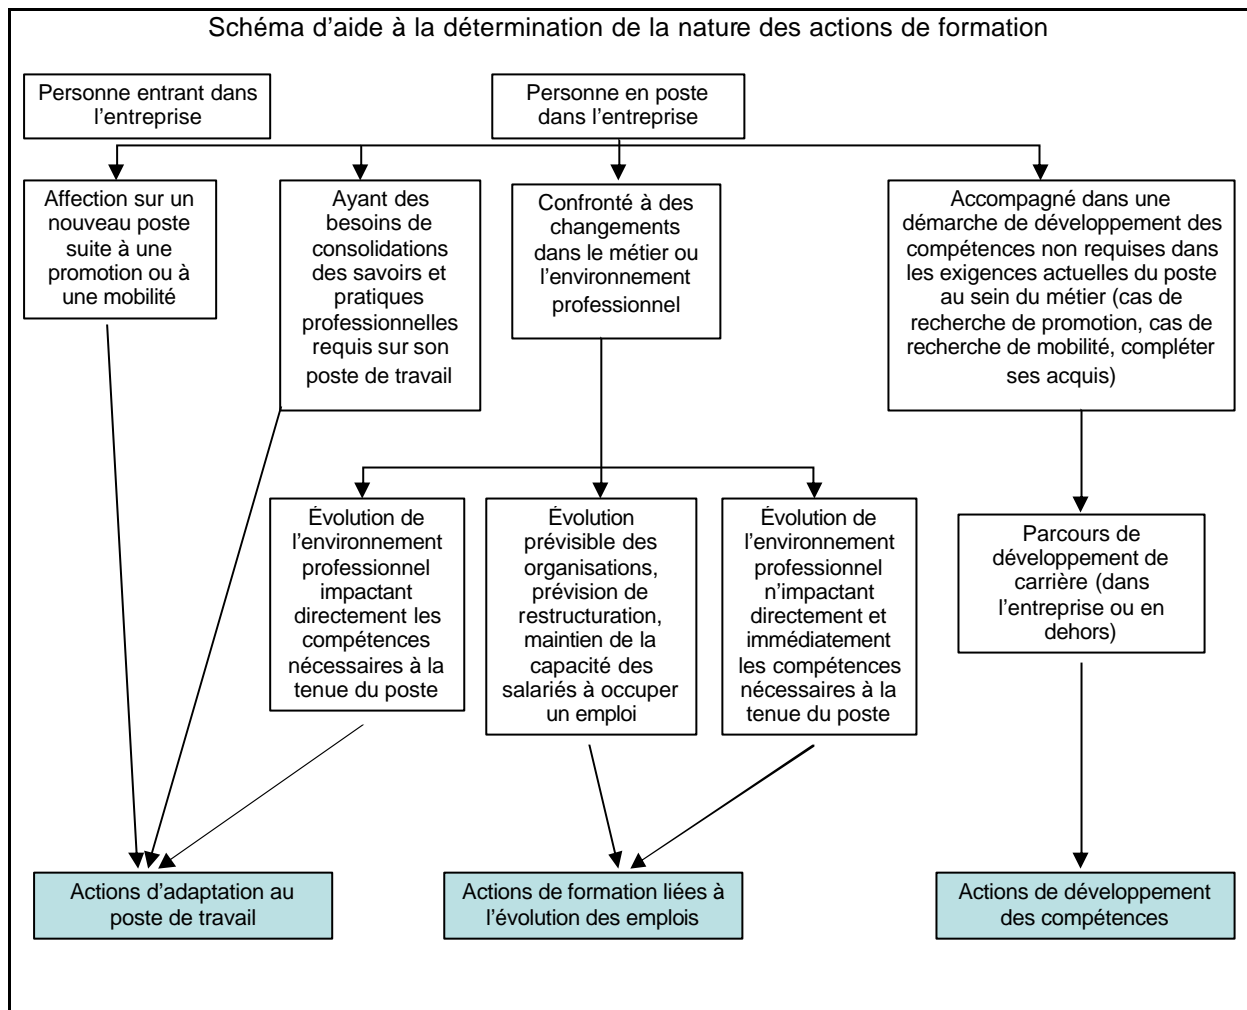 Schéma d'aide à la détermination de la nature des actions de formation
Personne entrant dans
l'entreprise
Personne en poste
dans l'entreprise
Affection sur un
nouveau poste
suite à une
promotion ou à
une mobilité
Ayant des
besoins de
consolidations
des savoirs et
pratiques
professionnelles
requis sur son
poste de travail
Confronté à des
changements
dans le métier ou
l'environnement
professionnel
Accompagné dans une
démarche de développement des
compétences non requises dans
les exigences actuelles du poste
au sein du métier (cas de
recherche de promotion, cas de
recherche de mobilité, compléter
ses acquis)
Évolution de
l'environnement
professionnel
impactant
directement les
compétences
nécessaires à la
tenue du poste
Évolution
prévisible des
organisations,
prévision de
restructuration,
maintien de la
capacité des
salariés à occuper
un emploi
Évolution de
l'environnement
professionnel
n'impactant
directement et
immédiatement
les compétences
nécessaires à la
tenue du poste
Parcours de
développement de
carrière (dans
l'entreprise ou en
dehors)
Actions d'adaptation au
poste de travail
Actions de formation liées à
l'évolution des emplois
Actions de développement
des compétences